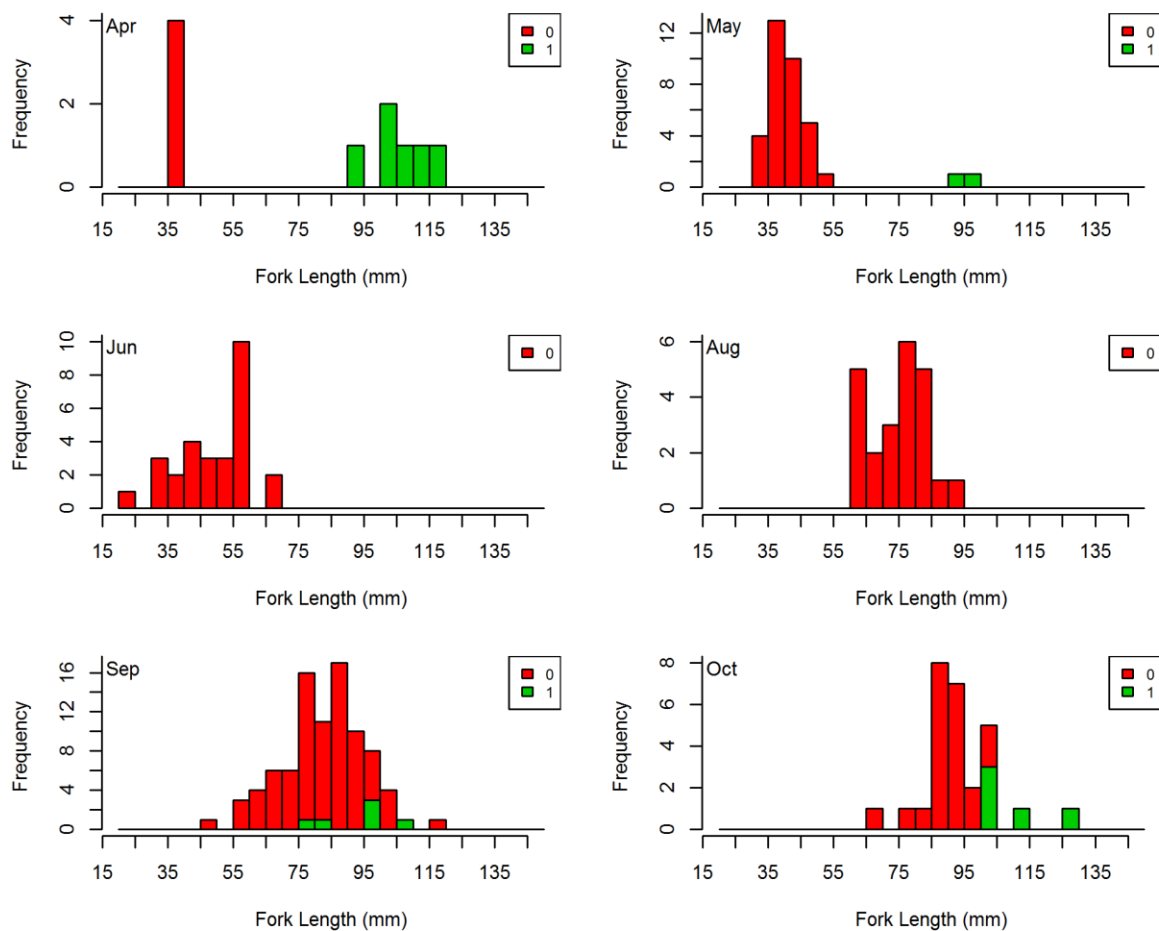 Apr
0
1
Frequency
0 2 4
15 35 55 75 95 115 135
Fork Length (mm)
May
0
1
Frequency
0 4 8 12
15 35 55 75 95 115 135
Fork Length (mm)
Jun
0
Frequency
0 2 4 6 8 10
15 35 55 75 95 115 135
Fork Length (mm)
Aug
0
Frequency
0 2 4 6
15 35 55 75 95 115 135
Fork Length (mm)
Sep
0
1
Frequency
0 4 8 12 16
15 35 55 75 95 115 135
Fork Length (mm)
Oct
0
1
Frequency
0 2 4 6 8
15 35 55 75 95 115 135
Fork Length (mm)